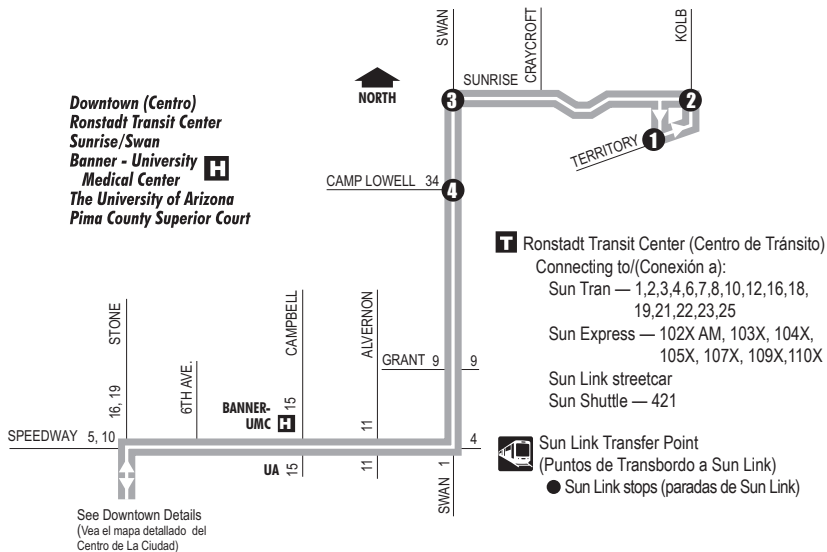 SWAN
CRAYCROFT
KOLB
NORTH
SUNRISE
3
2
1
TERRITORY
Downtown (Centro)
Ronstadt Transit Center
Sunrise/Swan
Banner - University
Medical Center
H
The University of Arizona
Pima County Superior Court
CAMP LOWELL 34
4
T Ronstadt Transit Center (Centro de Tránsito)
Connecting to/(Conexión a):
Sun Tran — 1,2,3,4,6,7,8,10,12,16,18,
19,21,22,23,25
Sun Express — 102X AM, 103X, 104X,
105X, 107X, 109X,110X
Sun Link streetcar
Sun Shuttle — 421
STONE
16, 19
6TH AVE.
CAMPBELL
15
ALVERNON
11
GRANT 9
9
BANNER-
UMC H
SPEEDWAY 5, 10
4
UA
15
11
SWAN 1
Sun Link Transfer Point
(Puntos de Transbordo a Sun Link)
● Sun Link stops (paradas de Sun Link)
See Downtown Details
(Vea el mapa detallado del
Centro de La Ciudad)